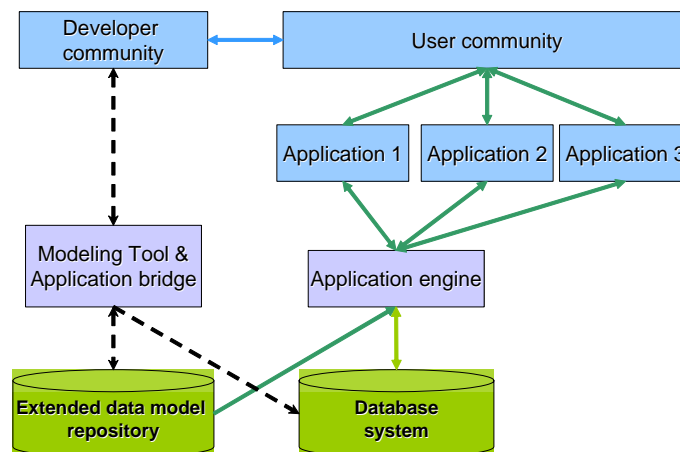 Developer
community
User community
Application 1
Application 2
Application 3
Modeling Tool &
Application bridge
Application engine
Extended data model
repository
Database
system